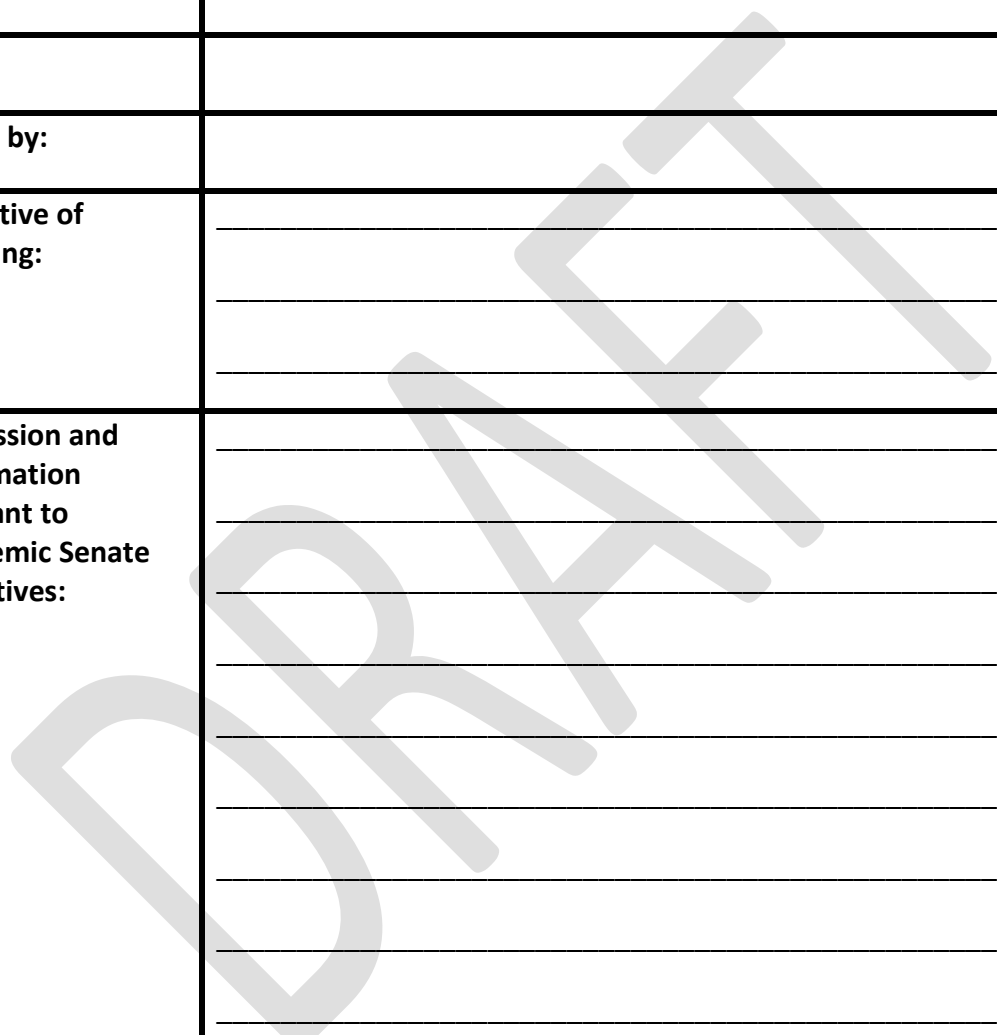 by:
tive of
ng:
ssion and
mation
ant to
emic Senate
tives:
DRAFT